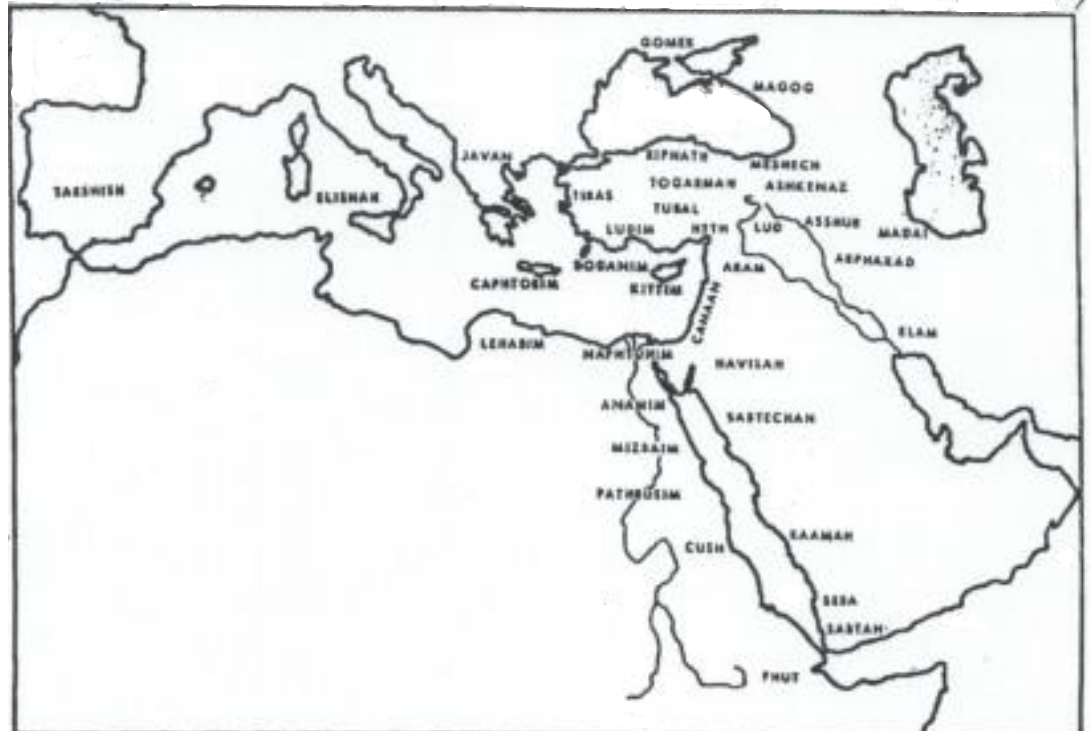 GOMER
MAGOG
JAVAN
RIPHATH
MESHECH
TARSHISH
ELISHAH
TIRAS
TOGARMAH
ASHKENAZ
TUBAL
LUDIM
HETH
LUD
ASSHUR
MADAI
ARPHAXAD
DODANIM
ARAM
CAPHTORIM
KITTIM
CANAAN
ELAM
LEHABIM
NAPHTUHIM
HAVILAH
ANAMIM
SABTECHAH
MIZRAIM
PATHRUSIM
CUSH
RAAMAH
SEBA
SABTAH
PHUT